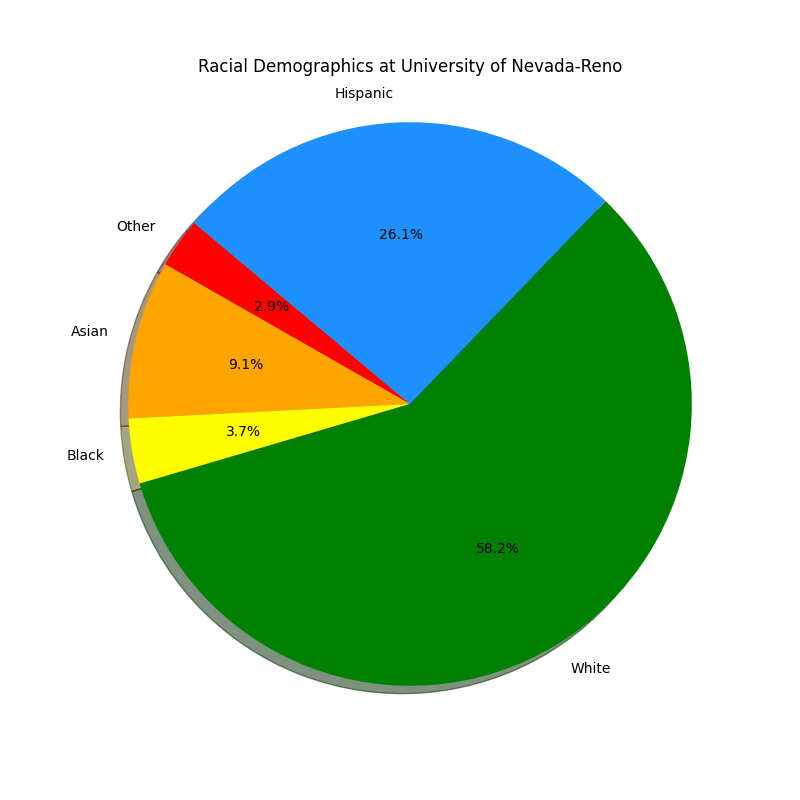 Racial Demographics at University of Nevada-Reno
Hispanic
26.1%
Other
2.9%
Asian
9.1%
Black
3.7%
58.2%
White